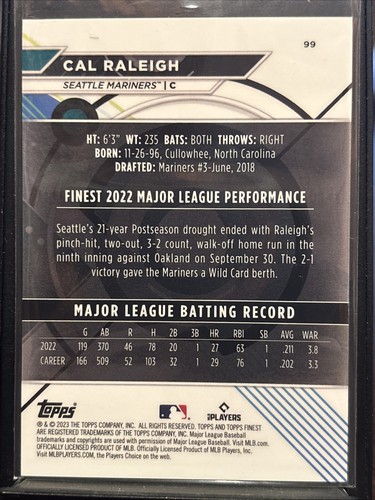 99
CAL RALEIGH
SEATTLE MARINERS™ | C
HT: 6'3" WT: 235 BATS: BOTH THROWS: RIGHT
BORN: 11-26-96, Cullowhee, North Carolina
DRAFTED: Mariners #3-June, 2018
FINEST 2022 MAJOR LEAGUE PERFORMANCE
Seattle's 21-year Postseason drought ended with Raleigh's
pinch-hit, two-out, 3-2 count, walk-off home run in the
ninth inning against Oakland on September 30. The 2-1
victory gave the Mariners a Wild Card berth.
MAJOR LEAGUE BATTING RECORD
G AB R H 2B 3B HR RBI SB AVG WAR
2022 119 370 46 78 20 1 27 63 1 .211 3.8
CAREER 166 509 52 103 32 1 29 76 1 .202 3.3
Topps
PLAYERS
® & © 2023 THE TOPPS COMPANY, INC. ALL RIGHTS RESERVED. TOPPS AND TOPPS FINEST
ARE REGISTERED TRADEMARKS OF THE TOPPS COMPANY, INC. Major League Baseball
trademarks and copyrights are used with permission of Major League Baseball. Visit MLB.com.
OFFICIALLY LICENSED PRODUCT OF MLB. Officially Licensed Product of MLB Players, Inc.
Visit MLBPLAYERS.com, the Players Choice on the web.